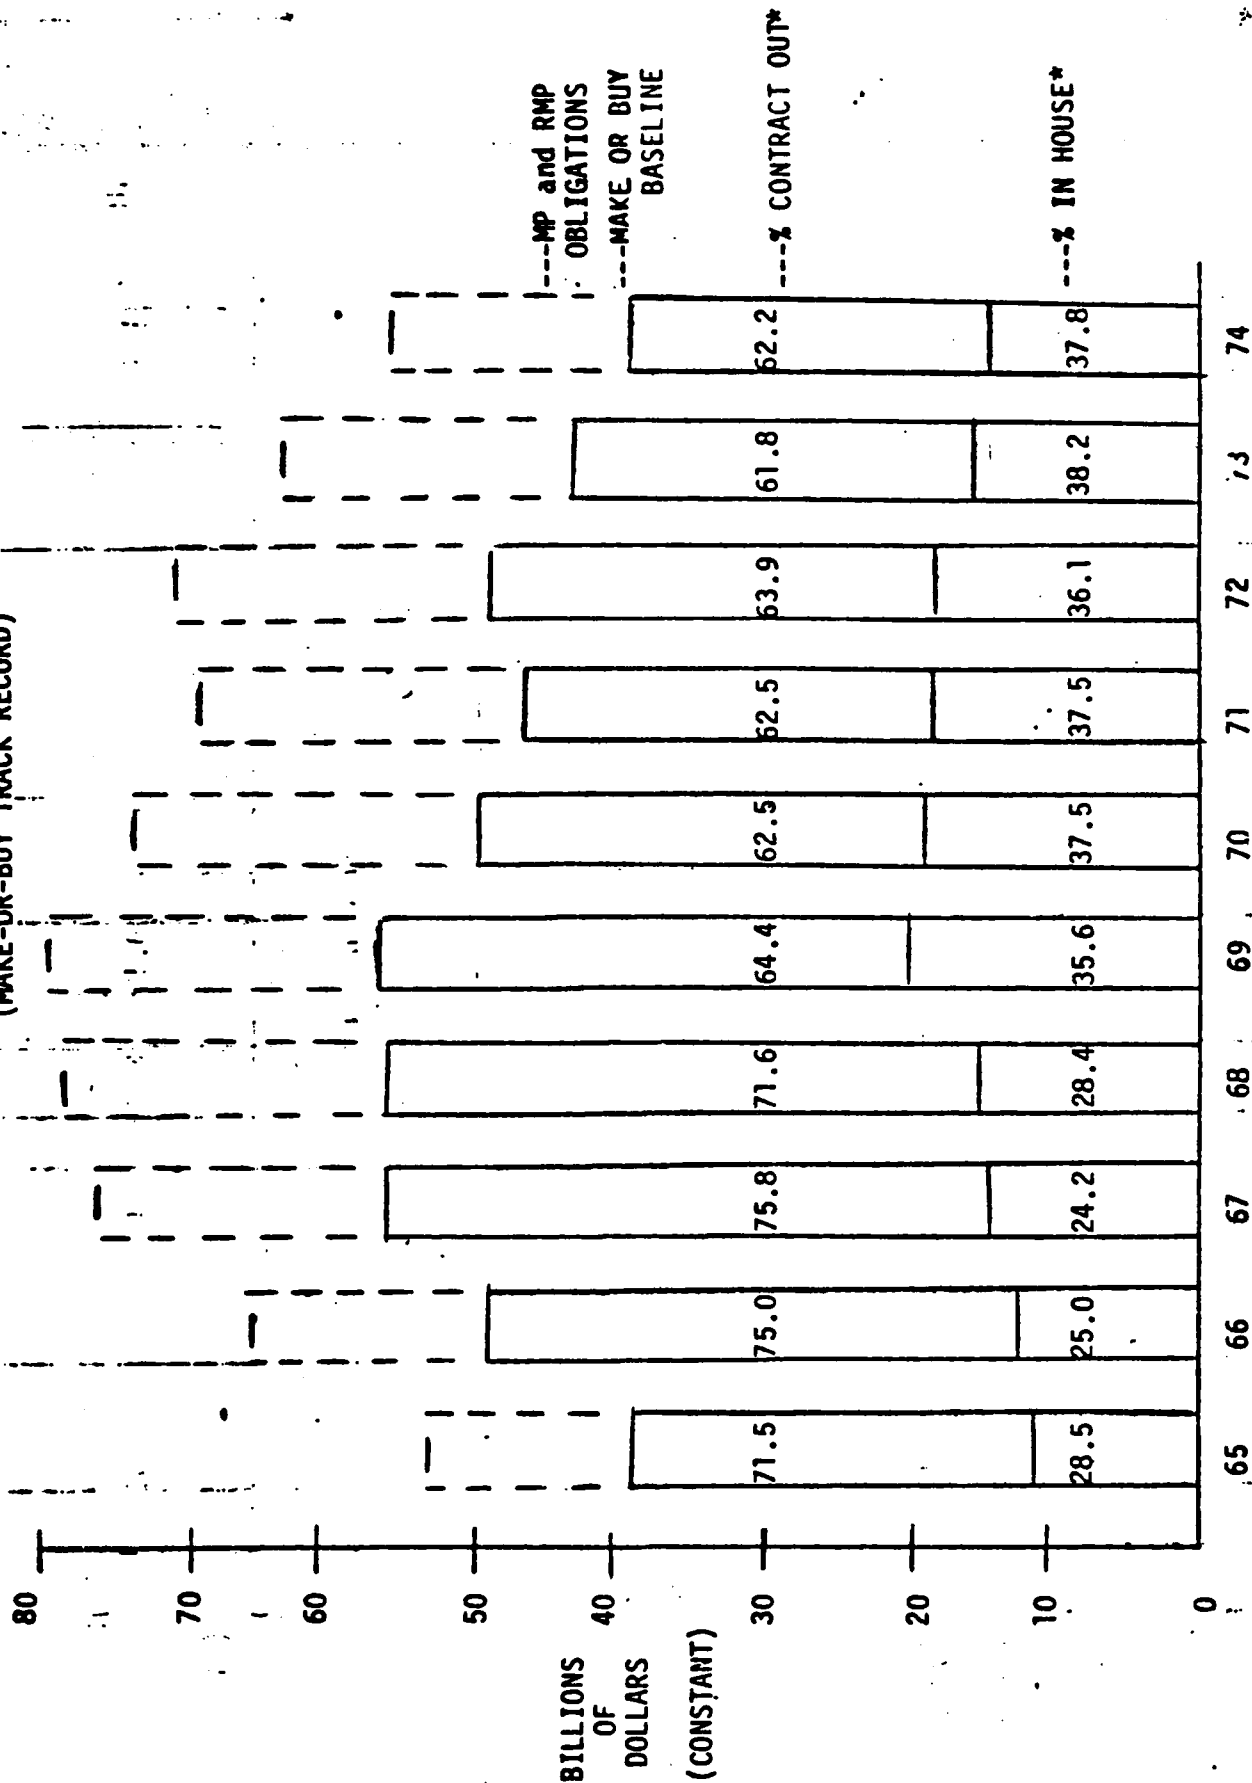 (MAKE-OR-BUY TRACK RECORD)
80
70
60
50
40
30
20
10
0
BILLIONS
OF
DOLLARS
(CONSTANT)
---MP and RMP
OBLIGATIONS
---MAKE OR BUY
BASELINE
---% CONTRACT OUT*
---% IN HOUSE*
71.5 75.0 75.8 71.6 64.4 62.5 62.5 63.9 61.8 62.2
28.5 25.0 24.2 28.4 35.6 37.5 37.5 36.1 38.2 37.8
65 66 67 68 69 70 71 72 73 74